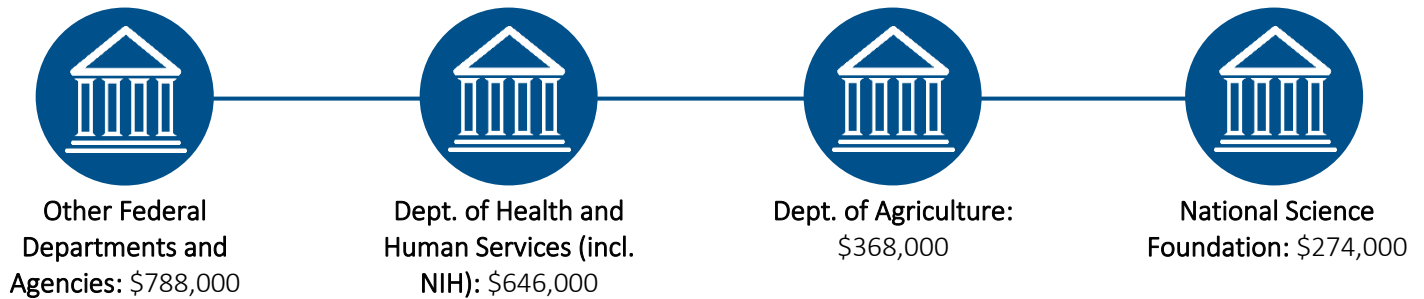 Other Federal
Departments and
Agencies: $788,000
Dept. of Health and
Human Services (incl.
NIH): $646,000
Dept. of Agriculture:
$368,000
National Science
Foundation: $274,000